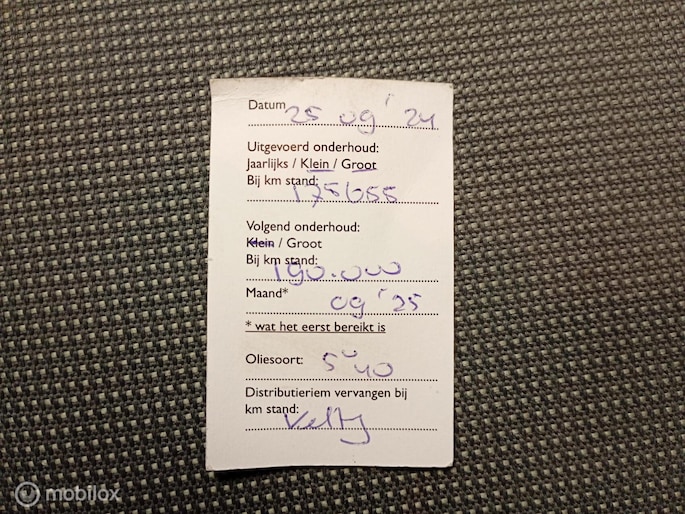 Datum 25 09 '24
Uitgevoerd onderhoud:
Jaarlijks / Klein / Groot
Bij km stand: 175655
Volgend onderhoud:
Klein / Groot
Bij km stand: 190.000
Maand* 09 '25
* wat het eerst bereikt is
Oliesoort: 5W40
Distributieriem vervangen bij
km stand:
mobilox